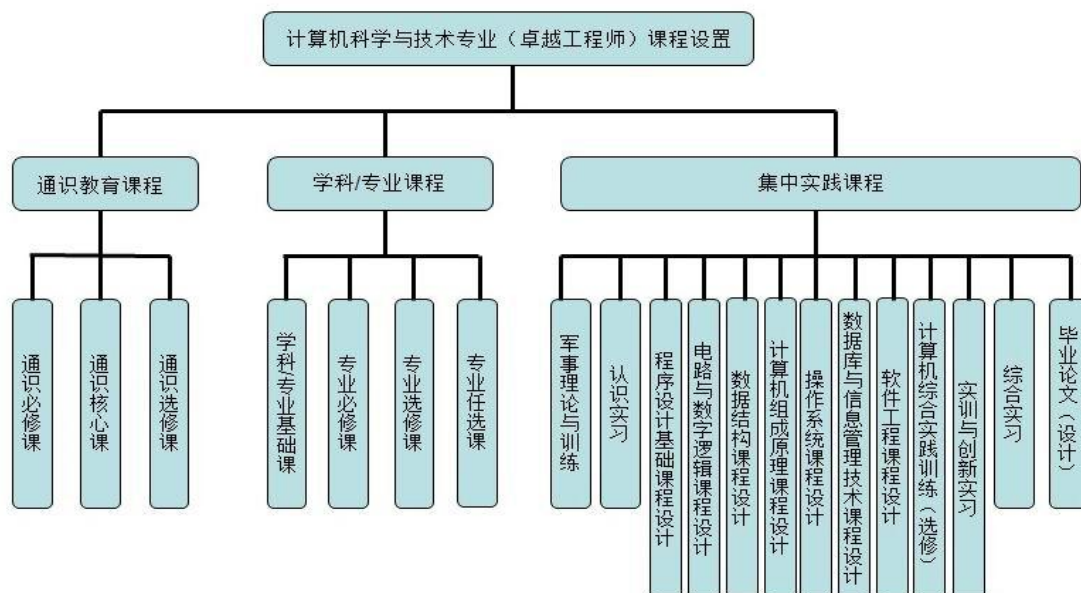 计算机科学与技术专业（卓越工程师）课程设置
通识教育课程
学科/专业课程
集中实践课程
通识必修课
通识核心课
通识选修课
学科/专业基础课
专业必修课
专业选修课
专业任选课
军事理论与训练
认识实习
程序设计基础课程设计
电路与数字逻辑课程设计
数据结构课程设计
计算机组成原理课程设计
操作系统课程设计
数据库与信息管理技术课程设计
软件工程课程设计
计算机综合实践训练（选修）
实训与创新实习
综合实习
毕业论文（设计）